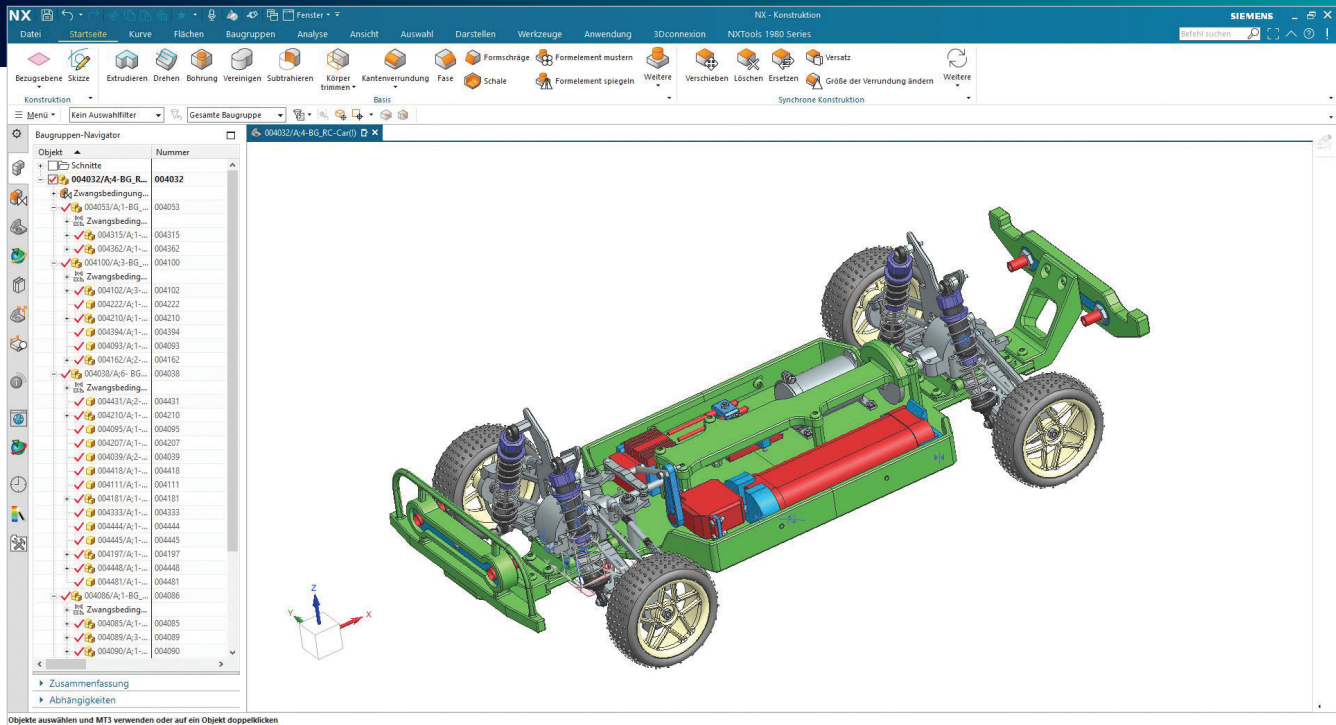 NX Fenster NX - Konstruktion SIEMENS
Datei Startseite Kurve Flächen Baugruppen Analyse Ansicht Auswahl Darstellen Werkzeuge Anwendung 3Dconnexion NXTools 1980 Series Befehl suchen
Formschräge Formelement mustern Versatz
Bezugsebene Skizze Extrudieren Drehen Bohrung Vereinigen Subtrahieren Körper trimmen Kantenverrundung Fase Schale Formelement spiegeln Weitere Verschieben Löschen Ersetzen Größe der Verrundung ändern Weitere
Konstruktion Basis Synchrone Konstruktion
Menü Kein Auswahlfilter Gesamte Baugruppe
Baugruppen-Navigator 004032/A;4-BG_RC-Car(!)
Objekt Nummer
Schnitte
004032/A;4-BG_R... 004032
Zwangsbedingung...
004053/A;1-BG_... 004053
Zwangsbeding...
004315/A;1-... 004315
004362/A;1-... 004362
004100/A;3-BG_... 004100
Zwangsbeding...
004102/A;3-... 004102
004222/A;1-... 004222
004210/A;1-... 004210
004394/A;1-... 004394
004093/A;1-... 004093
004162/A;2-... 004162
004038/A;6- BG... 004038
Zwangsbeding...
004431/A;2-... 004431
004210/A;1-... 004210
004095/A;1-... 004095
004207/A;1-... 004207
004039/A;2-... 004039
004418/A;1-... 004418
004111/A;1-... 004111
004181/A;1-... 004181
004333/A;1-... 004333
004444/A;1-... 004444
004445/A;1-... 004445
004197/A;1-... 004197
004448/A;1-... 004448
004481/A;1-... 004481
004086/A;1-BG_... 004086
Zwangsbeding...
004085/A;1-... 004085
004089/A;3-... 004089
004090/A;1-... 004090
Z
Y X
Zusammenfassung
Abhängigkeiten
Objekte auswählen und MT3 verwenden oder auf ein Objekt doppelklicken